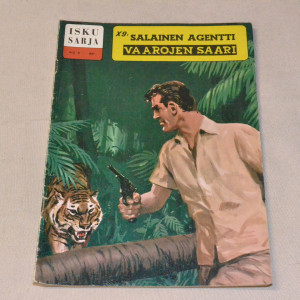 ISKU
SARJA
X9: SALAINEN AGENTTI
VAAROJEN SAARI